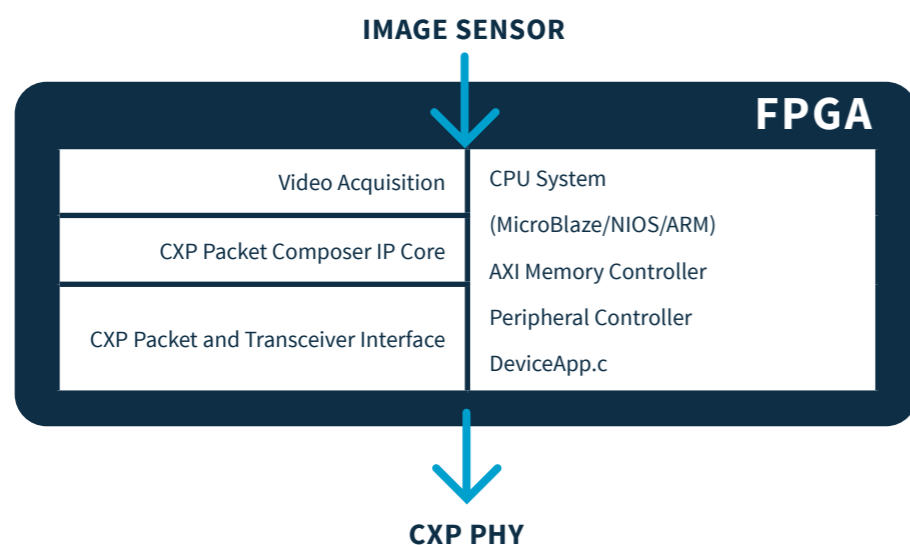 IMAGE SENSOR
FPGA
Video Acquisition
CXP Packet Composer IP Core
CXP Packet and Transceiver Interface
CPU System
(MicroBlaze/NIOS/ARM)
AXI Memory Controller
Peripheral Controller
DeviceApp.c
CXP PHY